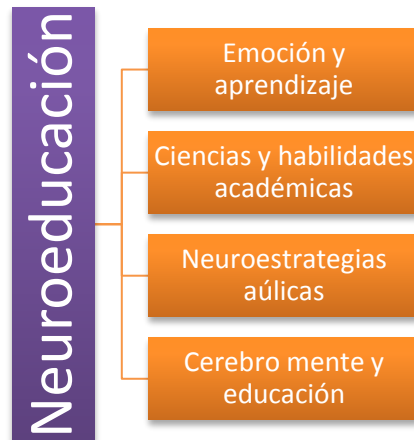 Neuroeducación
Emoción y
aprendizaje
Ciencias y habilidades
académicas
Neuroestrategias
aúlicas
Cerebro mente y
educación